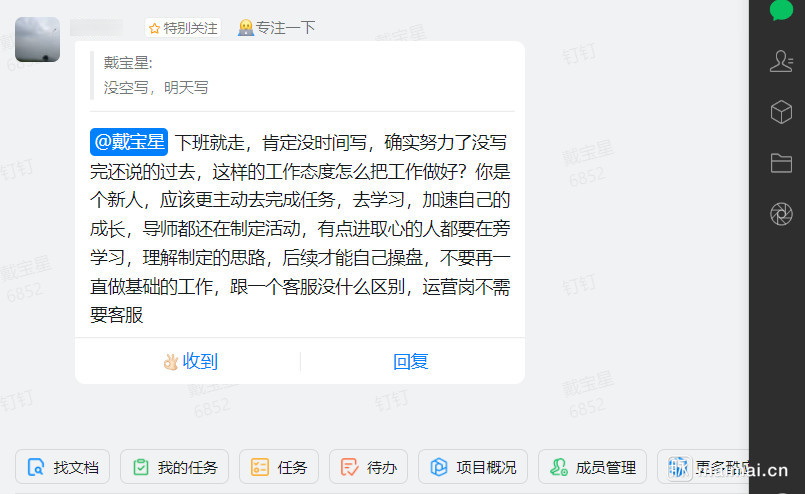 特别关注 专注一下
戴宝星:
没空写，明天写
@戴宝星 下班就走，肯定没时间写，确实努力了没写
完还说的过去，这样的工作态度怎么把工作做好？你是
个新人，应该更主动去完成任务，去学习，加速自己的
成长，导师都还在制定活动，有点进取心的人都要在旁
学习，理解制定的思路，后续才能自己操盘，不要再一
直做基础的工作，跟一个客服没什么区别，运营岗不需
要客服
收到 回复
找文档 我的任务 任务 待办 项目概况 成员管理 更多
maimai.cn
戴宝星
6852
钉钉